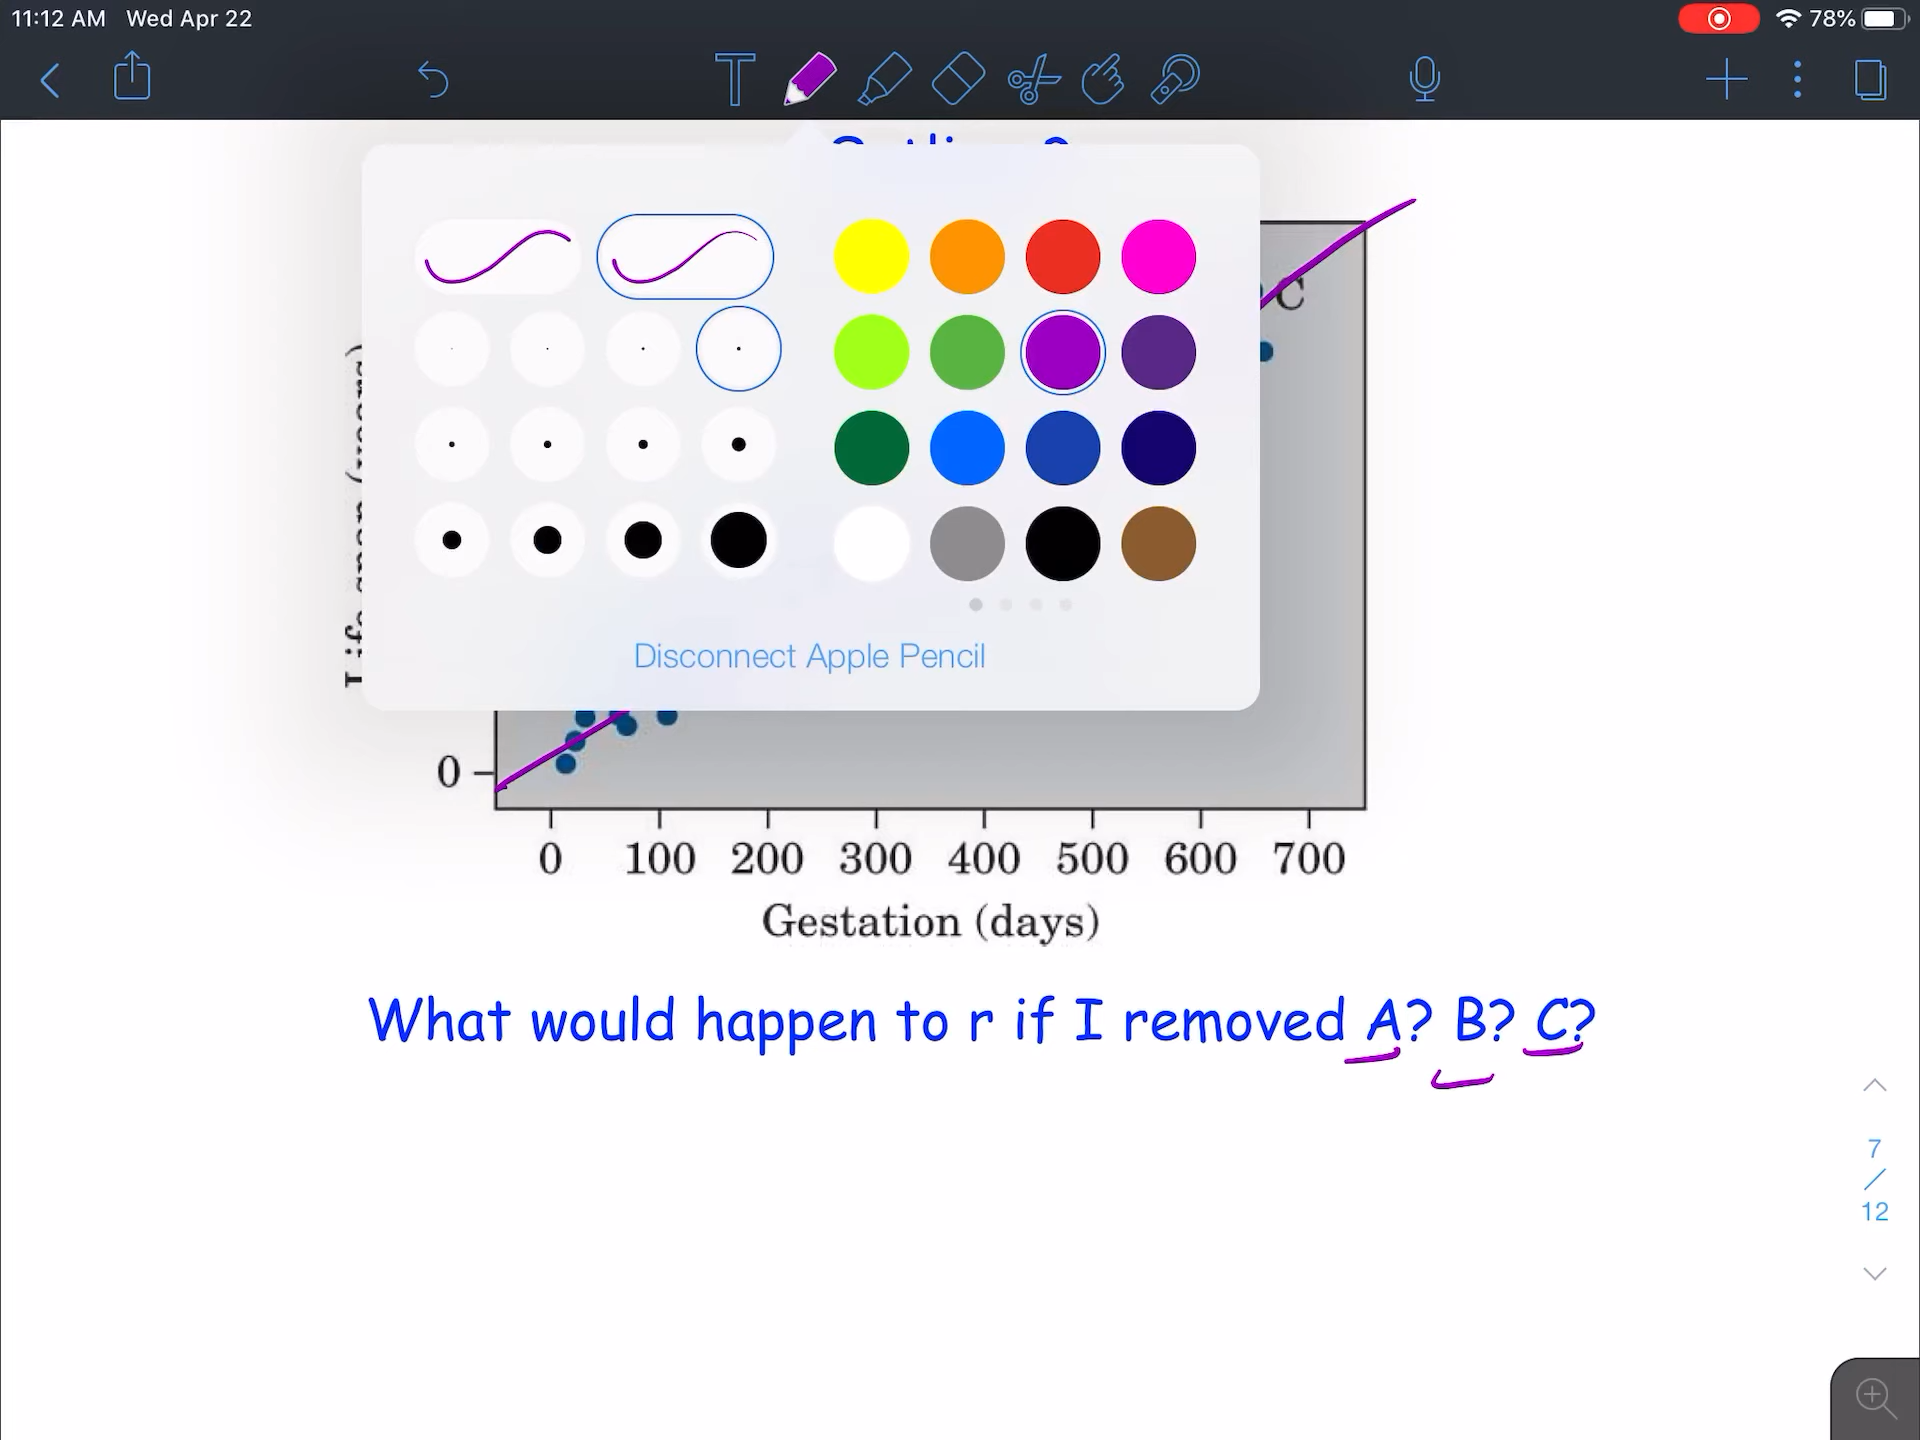 11:12 AM Wed Apr 22
78%
C
0
0 100 200 300 400 500 600 700
Gestation (days)
What would happen to r if I removed A? B? C?
Disconnect Apple Pencil
7
/
12